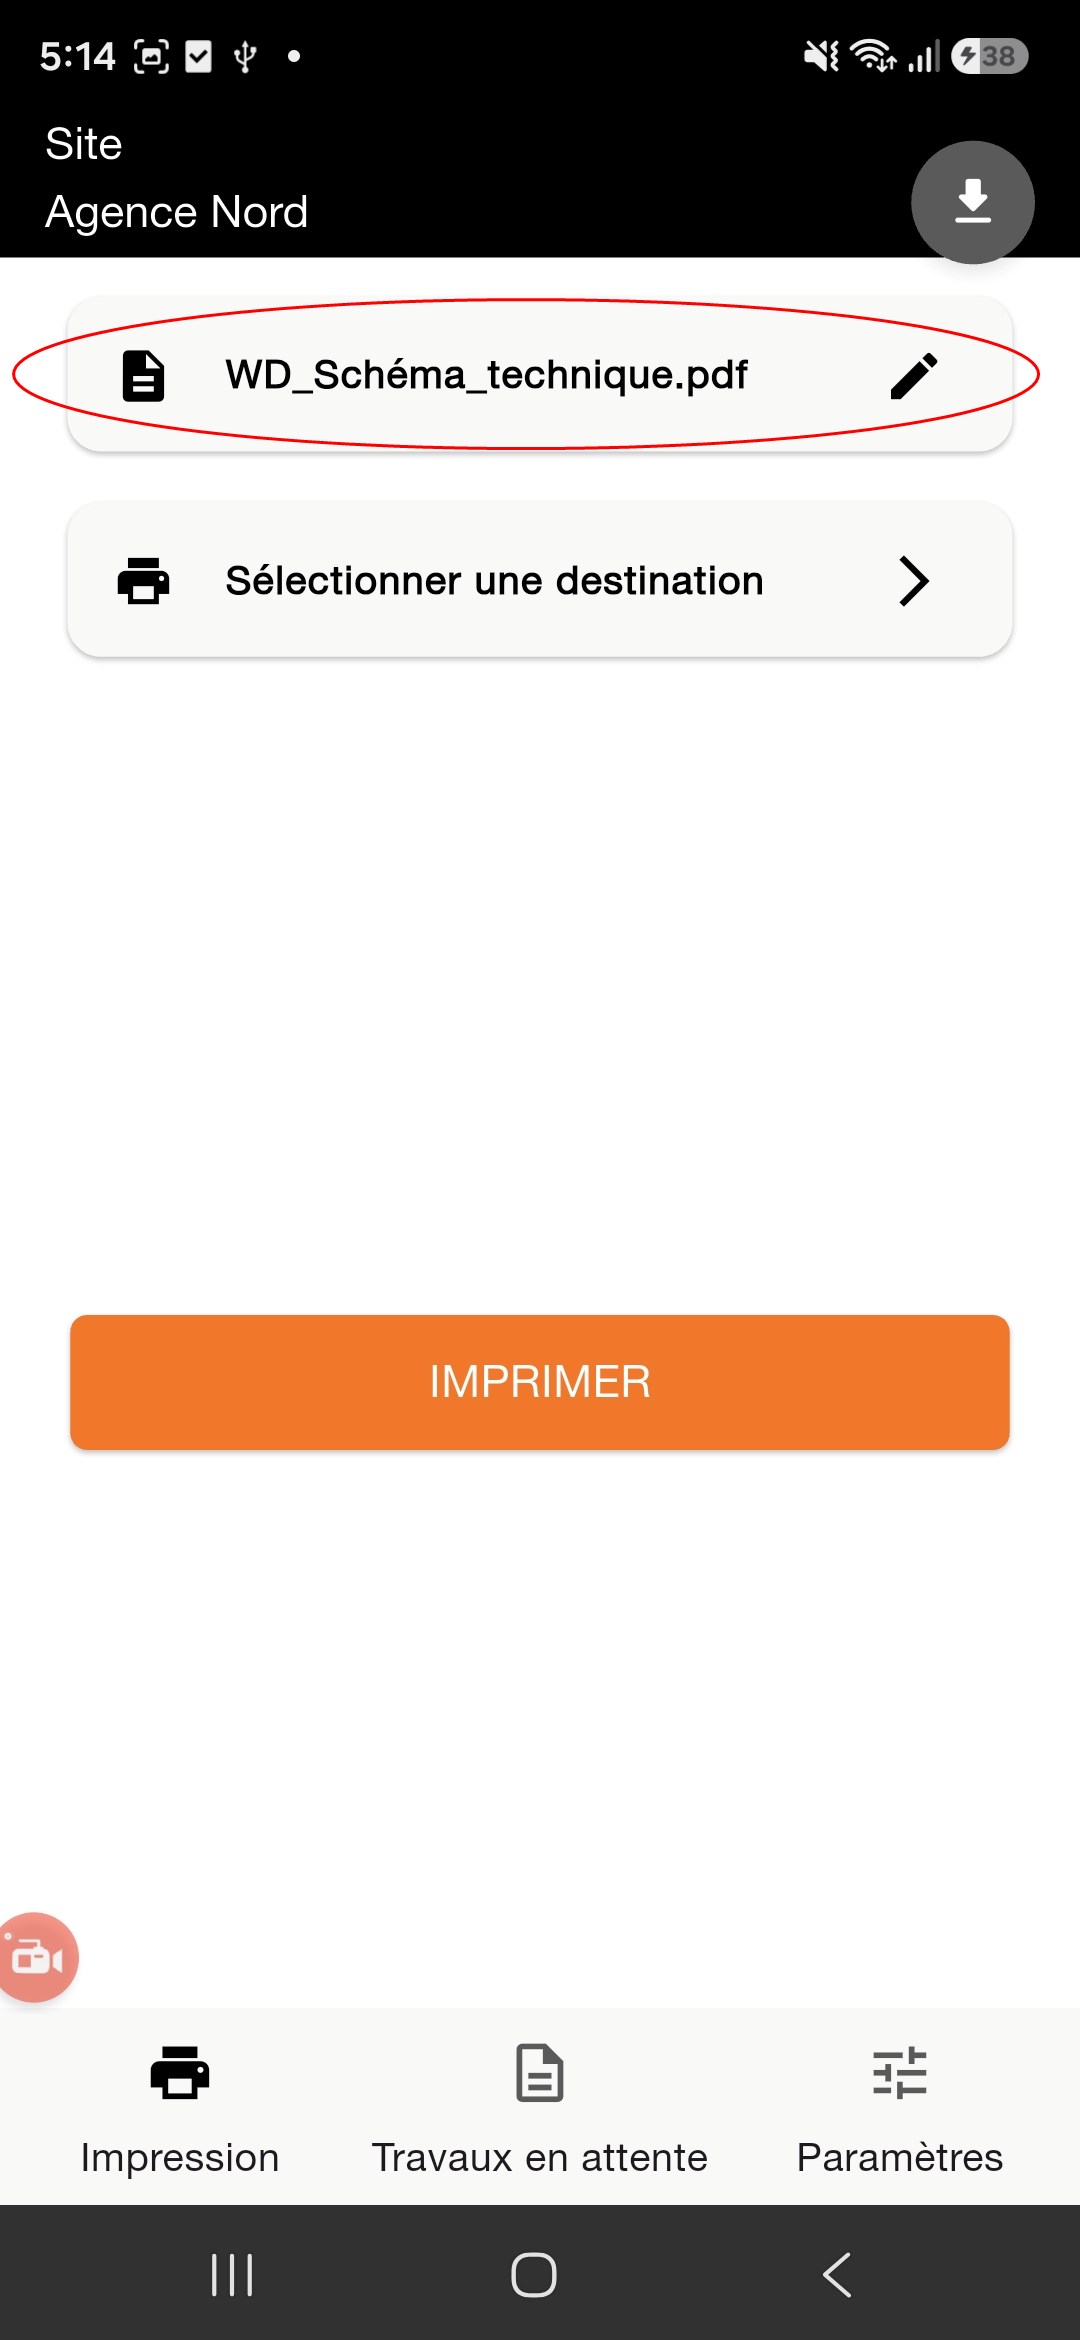 5:14
38
Site
Agence Nord
WD_Schéma_technique.pdf
Sélectionner une destination
IMPRIMER
Impression
Travaux en attente
Paramètres